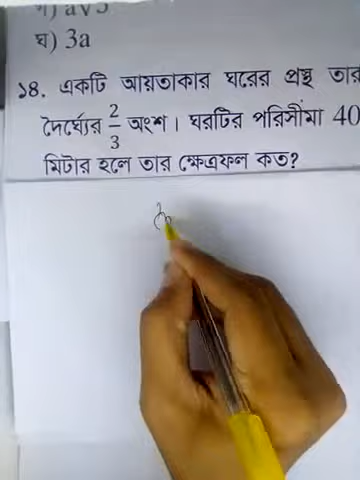 ঘ) 3a
১৪. একটি আয়তাকার ঘরের প্রস্থ তার
দৈর্ঘ্যের 2/3 অংশ। ঘরটির পরিসীমা 40
মিটার হলে তার ক্ষেত্রফল কত?